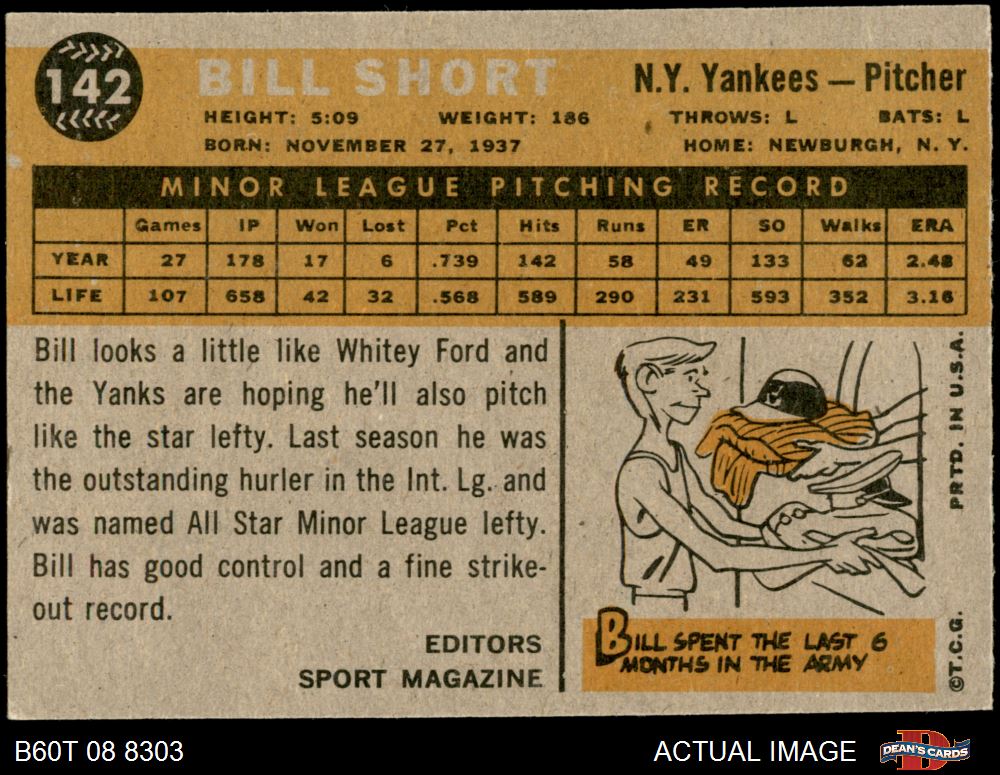 142
BILL SHORT
N.Y. Yankees — Pitcher
HEIGHT: 5:09 WEIGHT: 186 THROWS: L BATS: L
BORN: NOVEMBER 27, 1937 HOME: NEWBURGH, N. Y.
MINOR LEAGUE PITCHING RECORD
Games IP Won Lost Pct Hits Runs ER SO Walks ERA
YEAR 27 178 17 6 .739 142 58 49 133 62 2.48
LIFE 107 658 42 32 .568 589 290 231 593 352 3.16
Bill looks a little like Whitey Ford and
the Yanks are hoping he'll also pitch
like the star lefty. Last season he was
the outstanding hurler in the Int. Lg. and
was named All Star Minor League lefty.
Bill has good control and a fine strike-
out record.
EDITORS
SPORT MAGAZINE
BILL SPENT THE LAST 6
MONTHS IN THE ARMY
©T.C.G. PRTD. IN U.S.A.
B60T 08 8303
ACTUAL IMAGE
DEAN'S CARDS